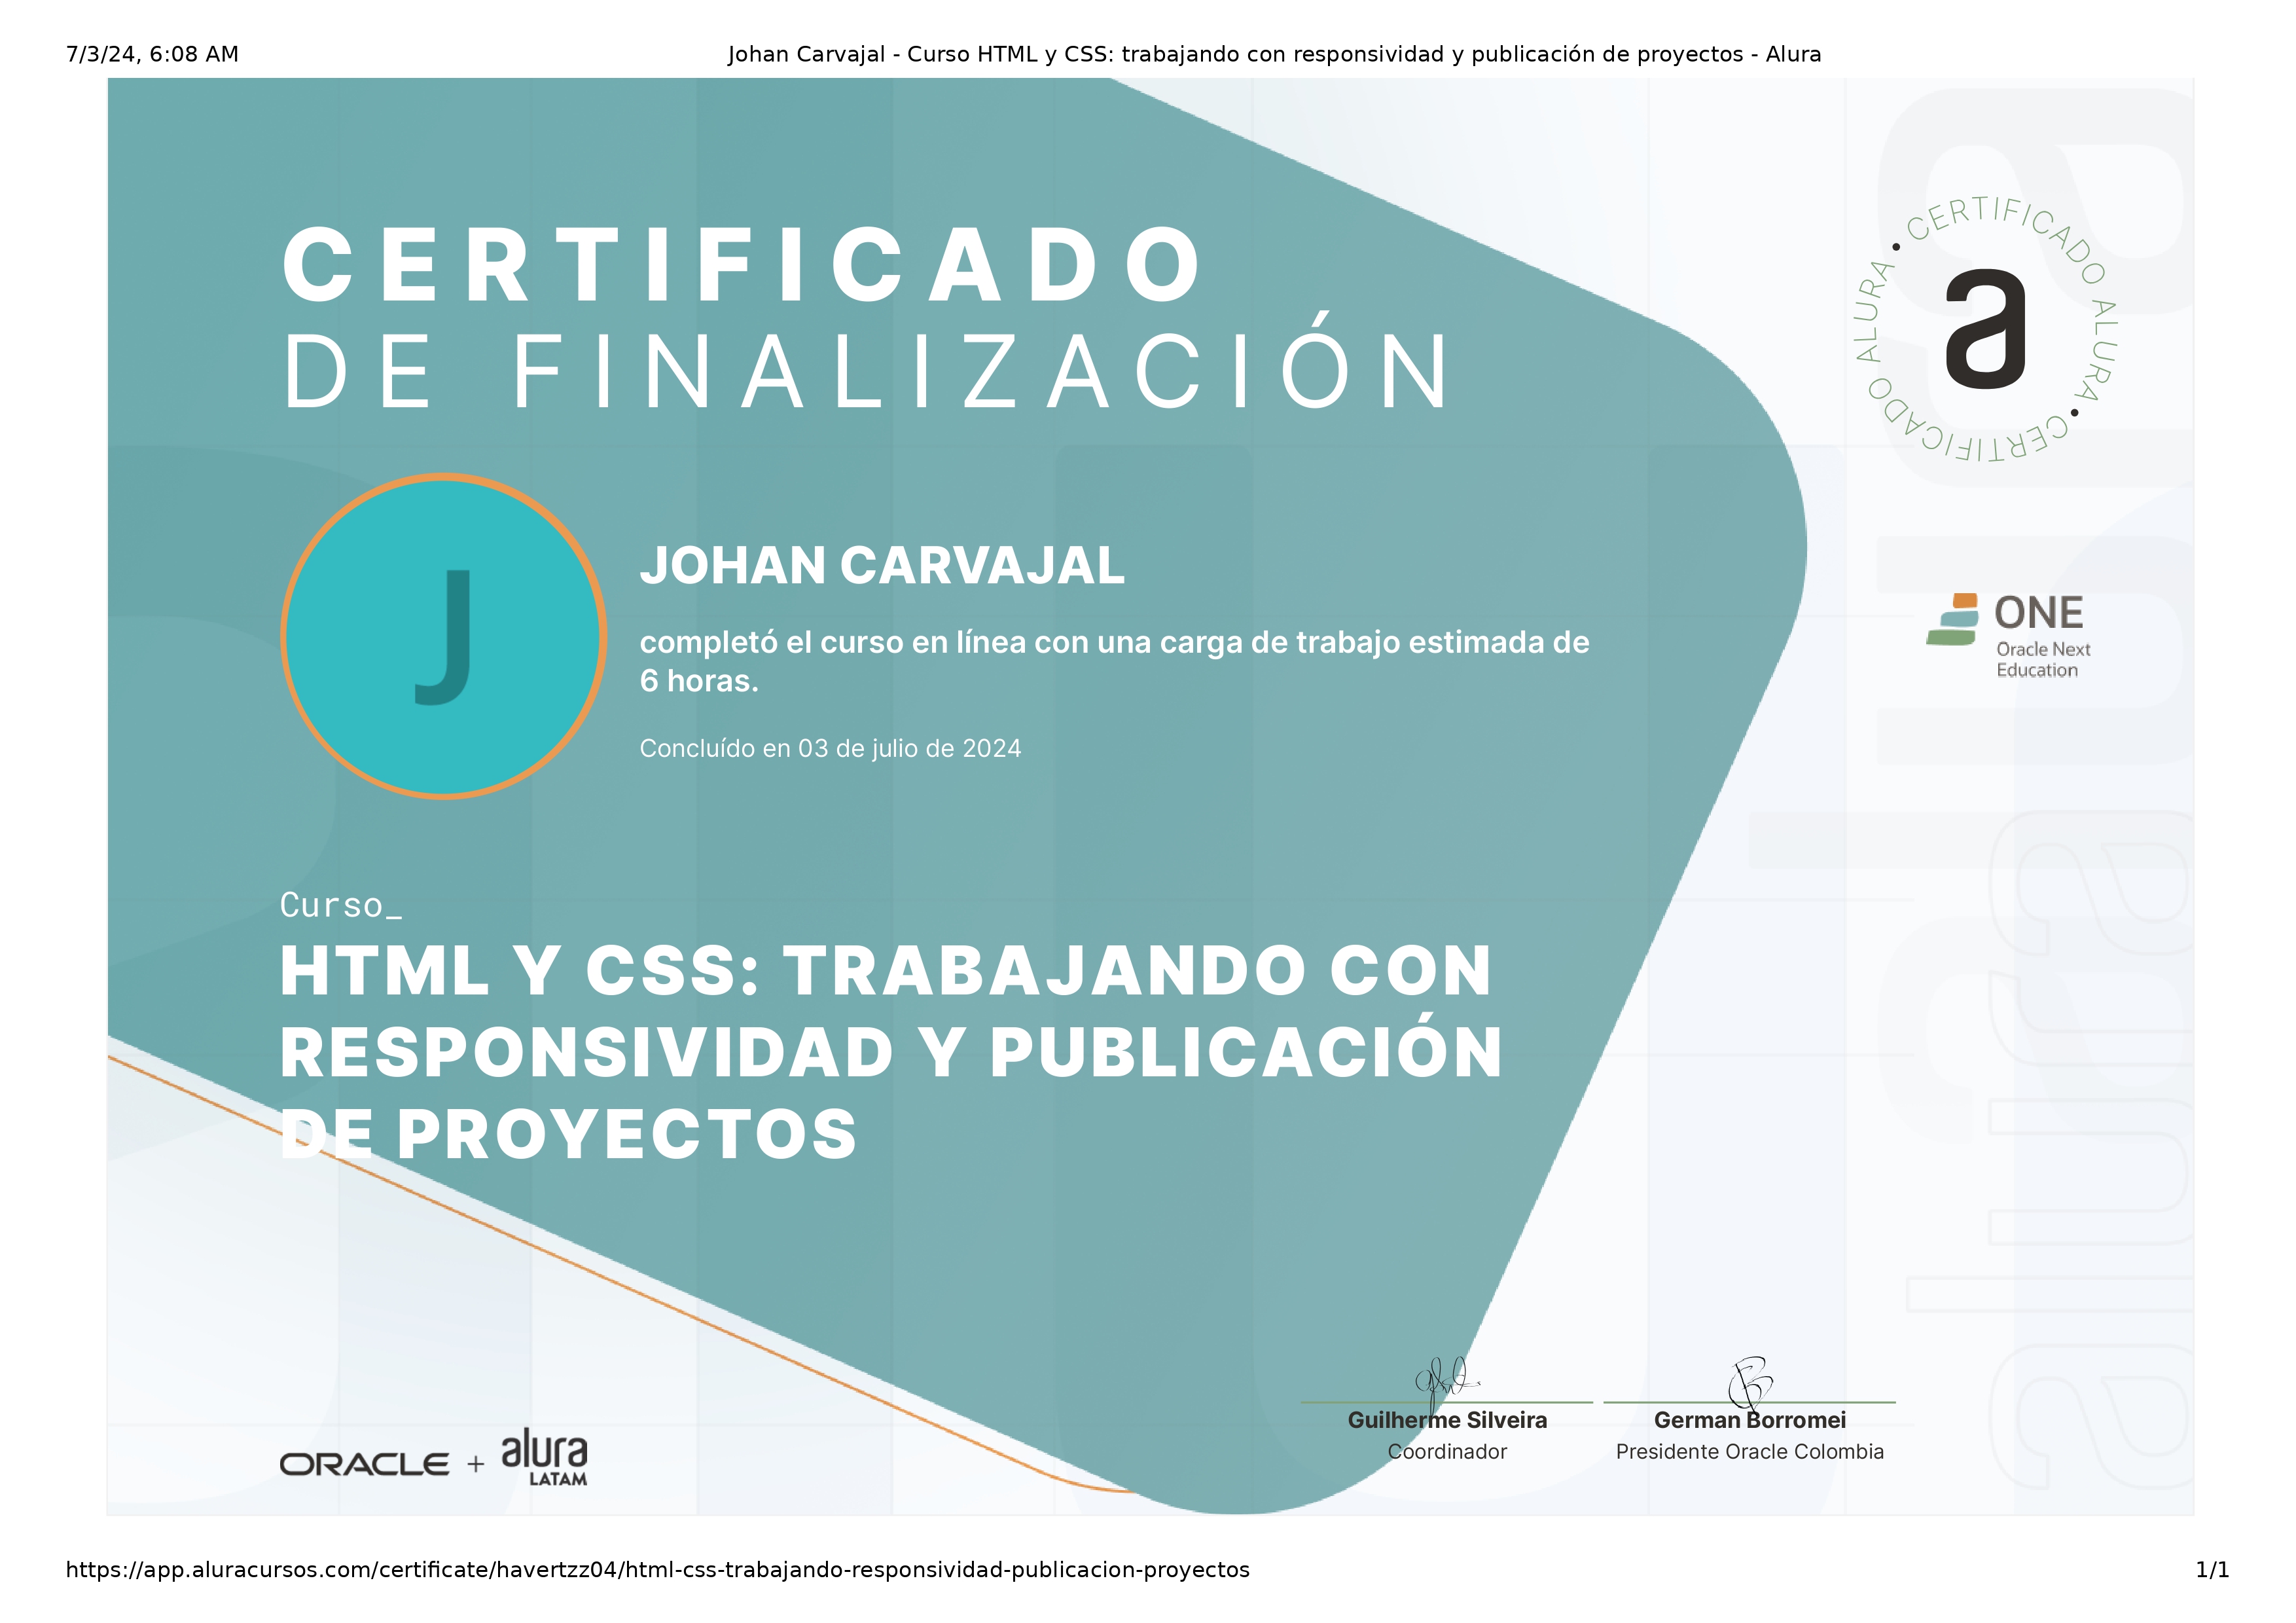 7/3/24, 6:08 AM
Johan Carvajal - Curso HTML y CSS: trabajando con responsividad y publicación de proyectos - Alura
CERTIFICADO
DE FINALIZACIÓN
• CERTIFICADO ALURA • CERTIFICADO ALURA
a
J
JOHAN CARVAJAL
completó el curso en línea con una carga de trabajo estimada de
6 horas.
Concluído en 03 de julio de 2024
ONE
Oracle Next
Education
Curso_
HTML Y CSS: TRABAJANDO CON
RESPONSIVIDAD Y PUBLICACIÓN
DE PROYECTOS
alura
Guilherme Silveira
Coordinador
German Borromei
Presidente Oracle Colombia
ORACLE + alura
LATAM
https://app.aluracursos.com/certificate/havertzz04/html-css-trabajando-responsividad-publicacion-proyectos
1/1